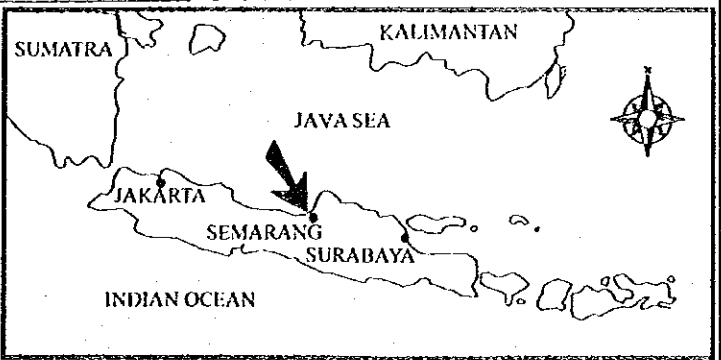 SUMATRA
KALIMANTAN
N
JAVA SEA
JAKARTA
SEMARANG
SURABAYA
INDIAN OCEAN